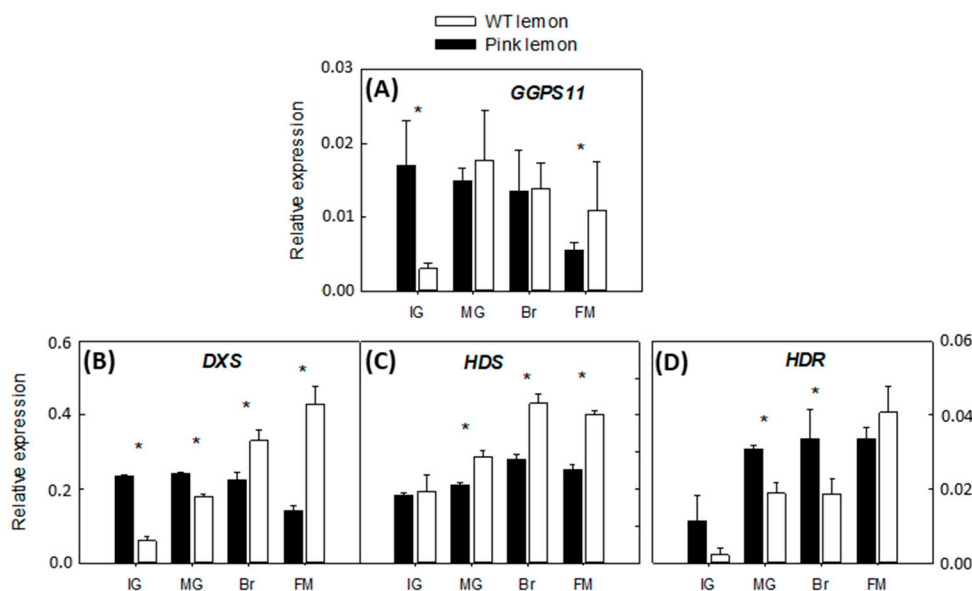 WT lemon
Pink lemon
(A) GGPS11
*
*
0.03
0.02
0.01
0.00
Relative expression
IG MG Br FM
(B) DXS
*
*
*
*
0.6
0.4
0.2
0.0
Relative expression
IG MG Br FM
(C) HDS
*
*
*
IG MG Br FM
(D) HDR
*
*
0.06
0.04
0.02
0.00
IG MG Br FM